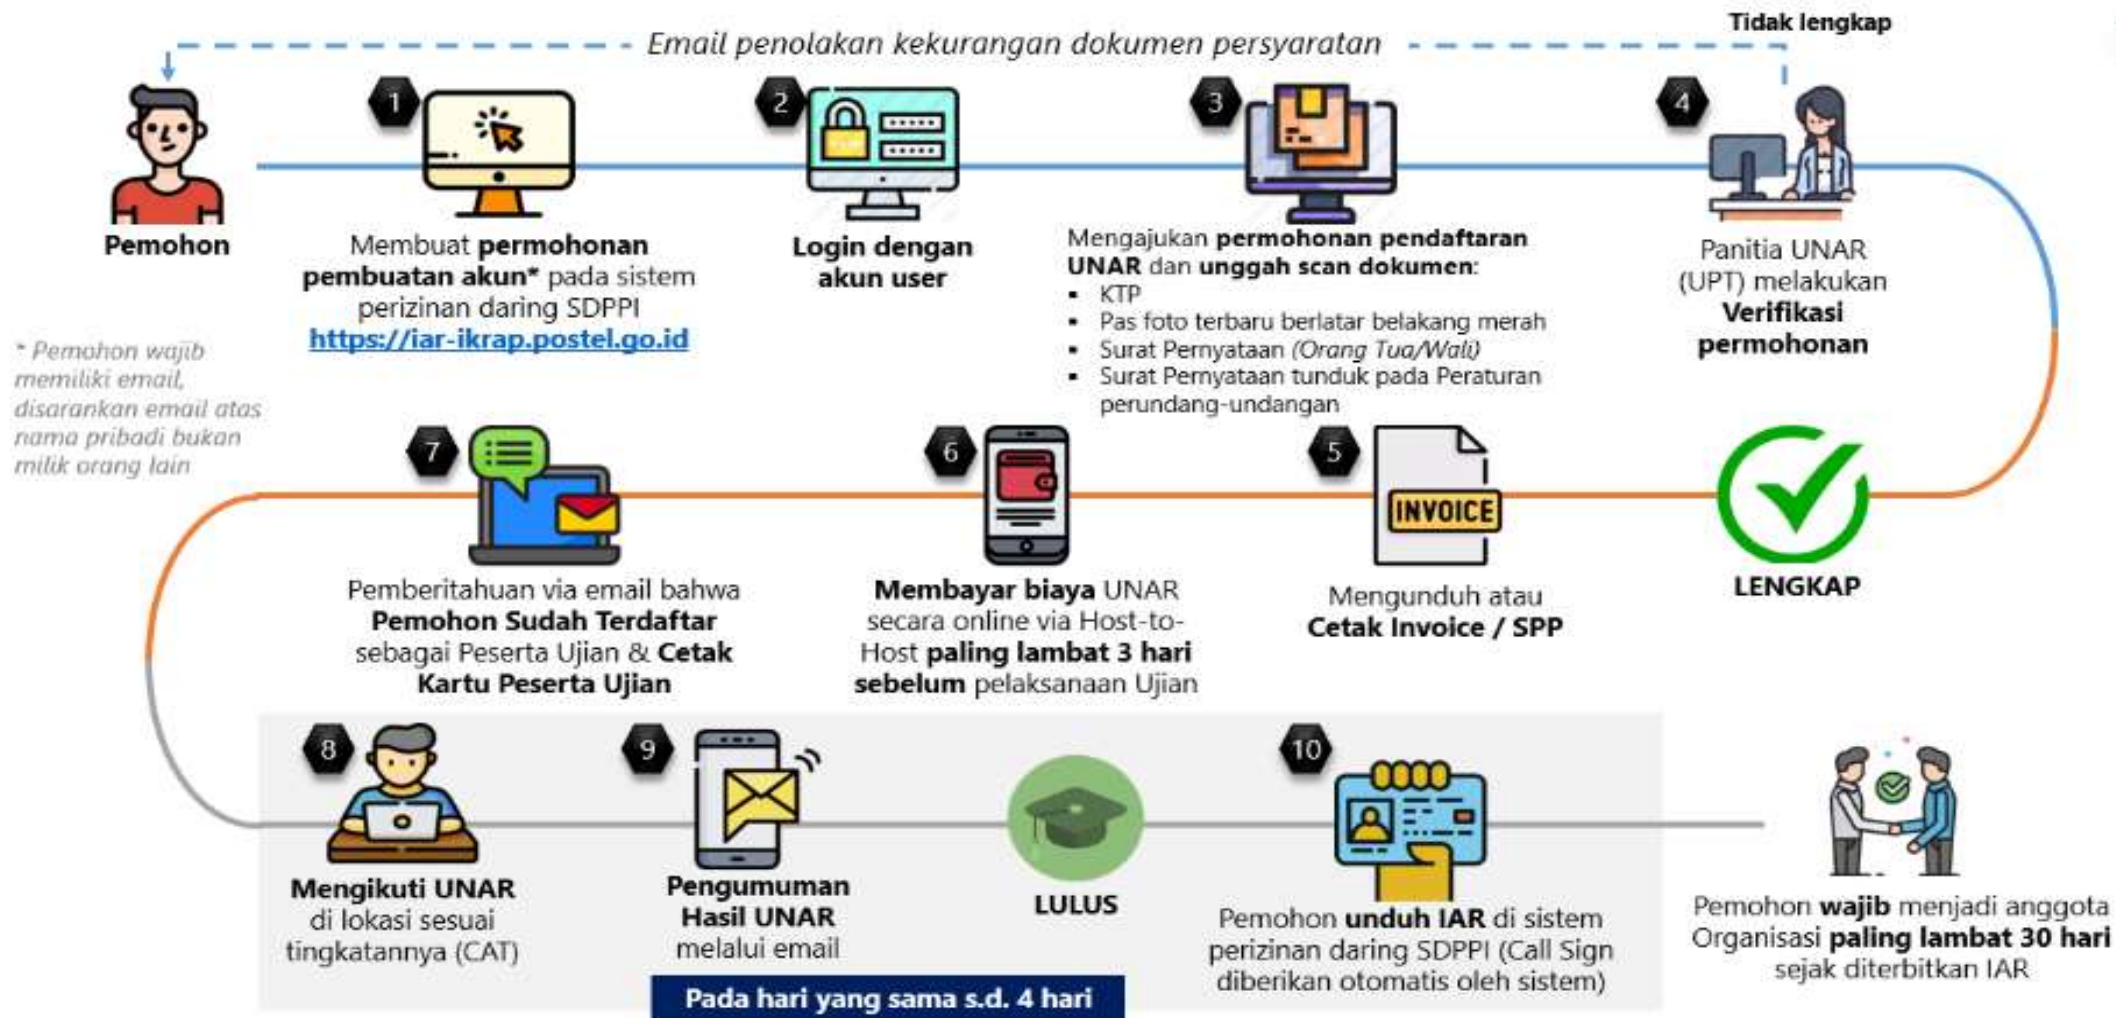 Tidak lengkap
Email penolakan kekurangan dokumen persyaratan
Pemohon
1
Membuat permohonan
pembuatan akun* pada sistem
perizinan daring SDPPI
https://iar-ikrap.postel.go.id
* Pemohon wajib
memiliki email,
disarankan email atas
nama pribadi bukan
milik orang lain
2
Login dengan
akun user
3
Mengajukan permohonan pendaftaran
UNAR dan unggah scan dokumen:
▪ KTP
▪ Pas foto terbaru berlatar belakang merah
▪ Surat Pernyataan (Orang Tua/Wali)
▪ Surat Pernyataan tunduk pada Peraturan
perundang-undangan
4
Panitia UNAR
(UPT) melakukan
Verifikasi
permohonan
LENGKAP
5
INVOICE
Mengunduh atau
Cetak Invoice / SPP
6
Membayar biaya UNAR
secara online via Host-to-
Host paling lambat 3 hari
sebelum pelaksanaan Ujian
7
Pemberitahuan via email bahwa
Pemohon Sudah Terdaftar
sebagai Peserta Ujian & Cetak
Kartu Peserta Ujian
8
Mengikuti UNAR
di lokasi sesuai
tingkatannya (CAT)
9
Pengumuman
Hasil UNAR
melalui email
Pada hari yang sama s.d. 4 hari
LULUS
10
Pemohon unduh IAR di sistem
perizinan daring SDPPI (Call Sign
diberikan otomatis oleh sistem)
Pemohon wajib menjadi anggota
Organisasi paling lambat 30 hari
sejak diterbitkan IAR